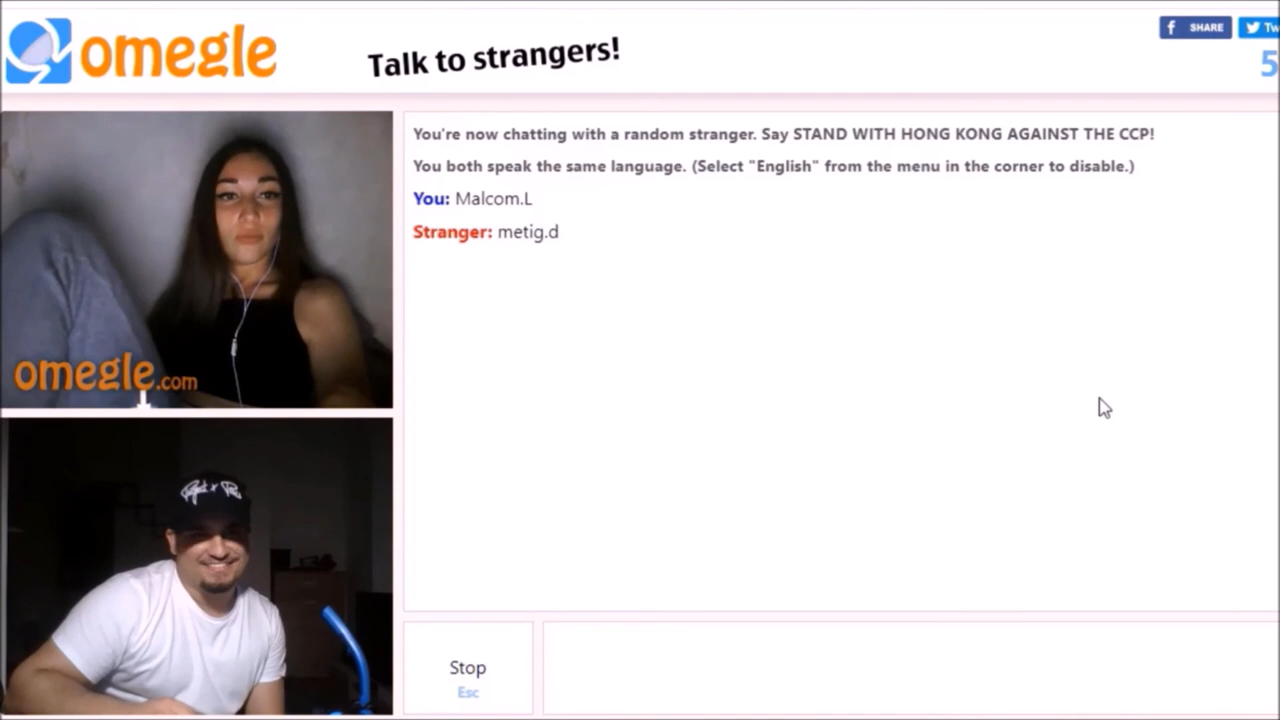 omegle
Talk to strangers!
SHARE
Tw
5
You're now chatting with a random stranger. Say STAND WITH HONG KONG AGAINST THE CCP!
You both speak the same language. (Select "English" from the menu in the corner to disable.)
You: Malcom.L
Stranger: metig.d
omegle.com
Stop
Esc